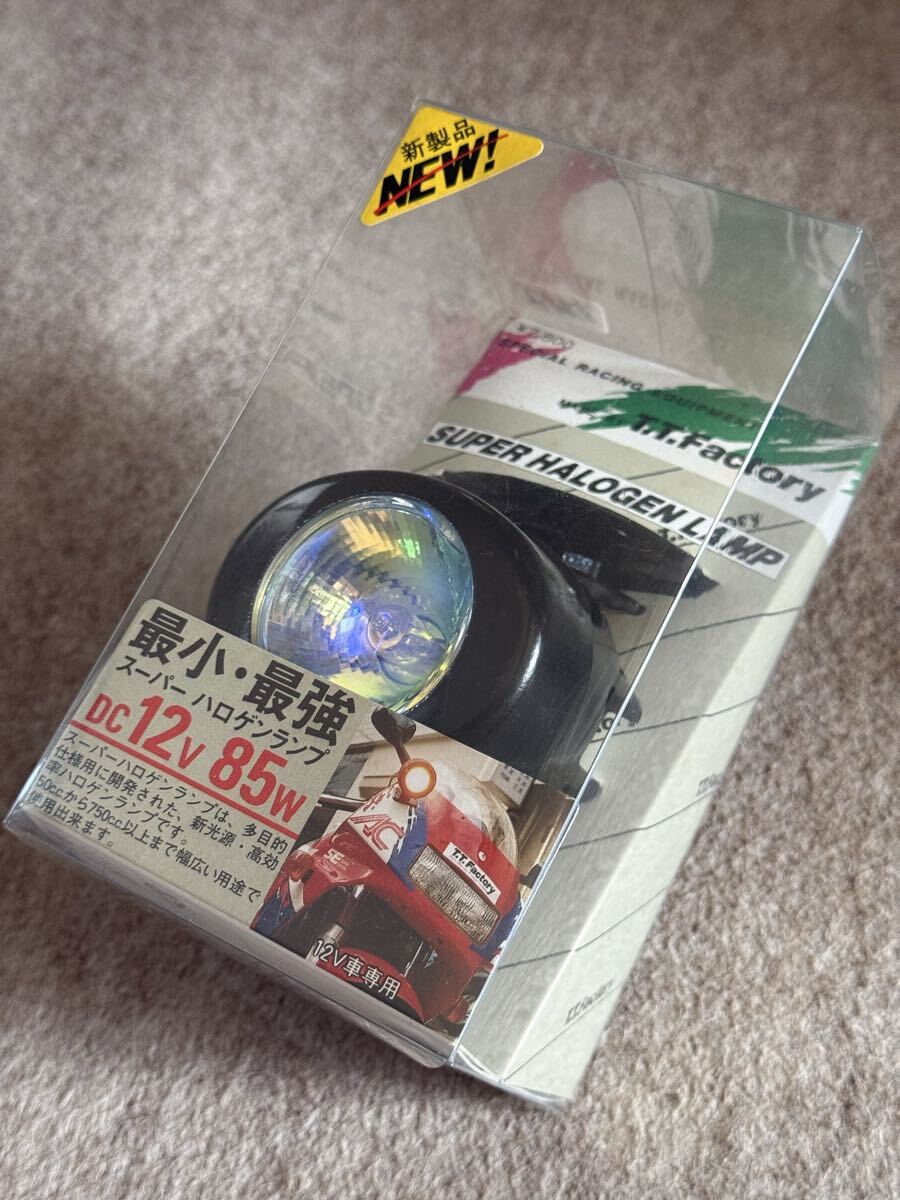 新製品
NEW!
SPECIAL RACING EQUIPMENT
T.T.Factory
SUPER HALOGEN LAMP
最小・最強
スーパー ハロゲンランプ
DC 12V 85W
スーパーハロゲンランプは、多目的
仕様用に開発された、新光源・高効
率ハロゲンランプです。
50ccから750cc以上まで幅広い用途で
使用出来ます。
T.T.Factory
12V車専用
T.T.Factory